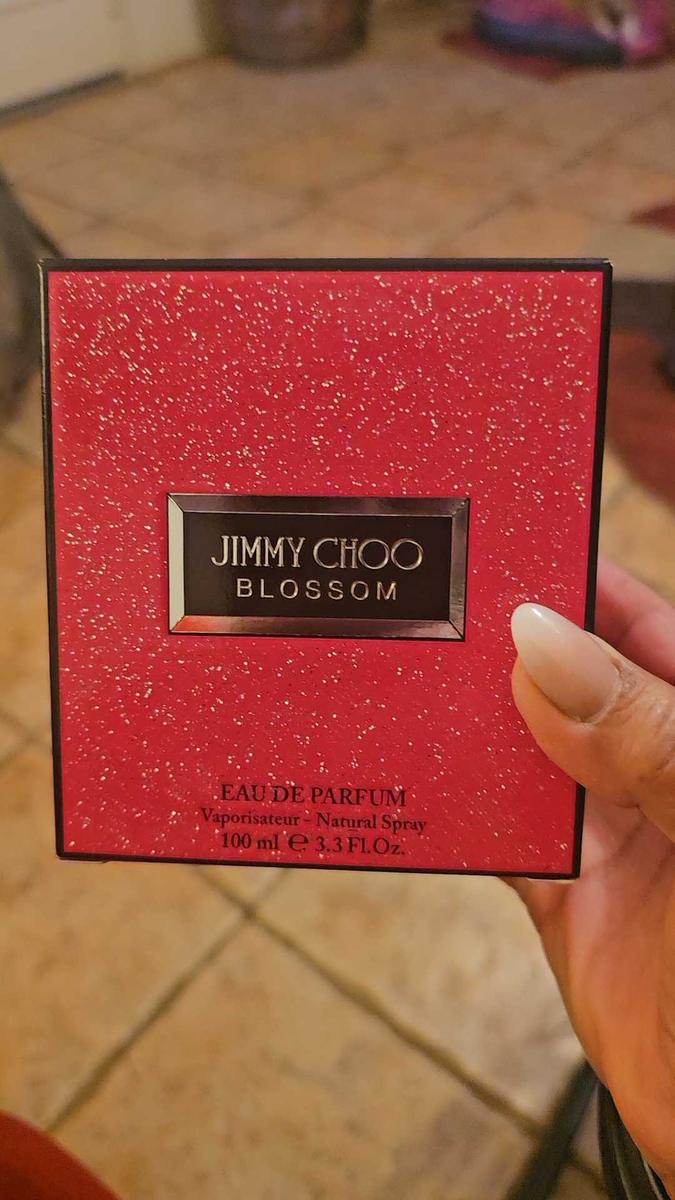 JIMMY CHOO
BLOSSOM
EAU DE PARFUM
Vaporisateur - Natural Spray
100 ml ℮ 3.3 Fl.Oz.